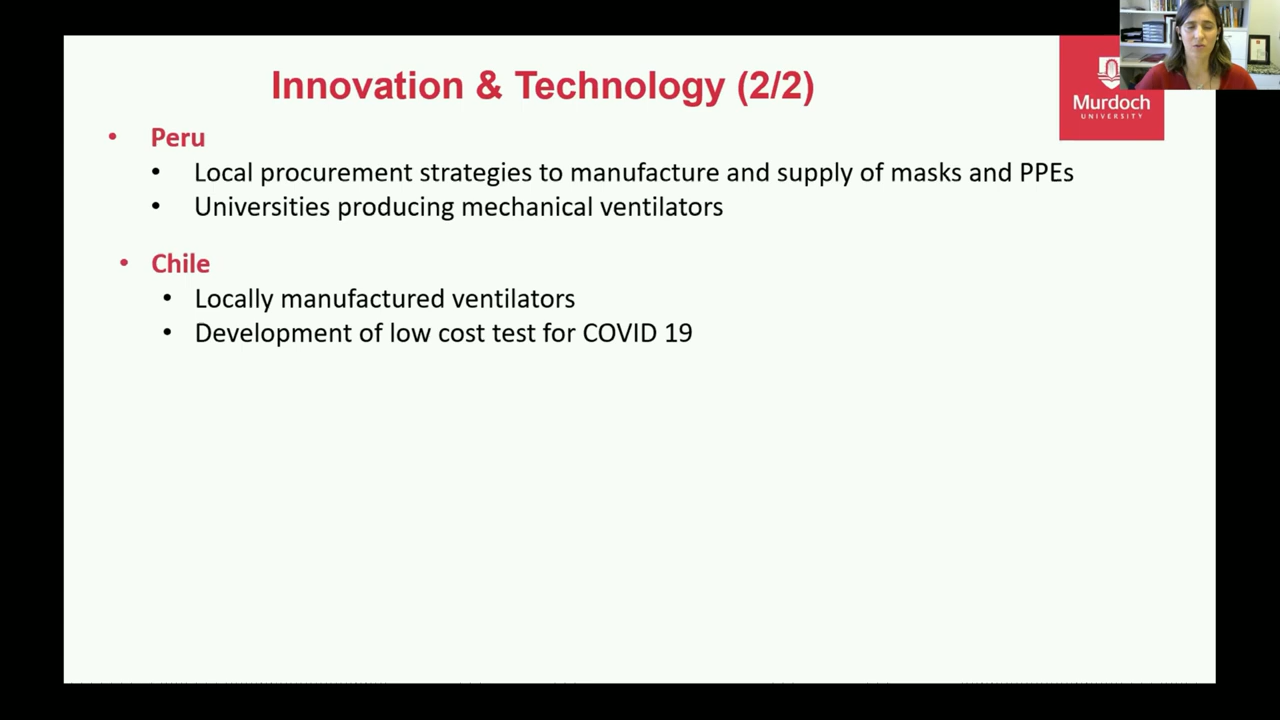 Innovation & Technology (2/2)
Murdoch
UNIVERSITY
• Peru
• Local procurement strategies to manufacture and supply of masks and PPEs
• Universities producing mechanical ventilators
• Chile
• Locally manufactured ventilators
• Development of low cost test for COVID 19